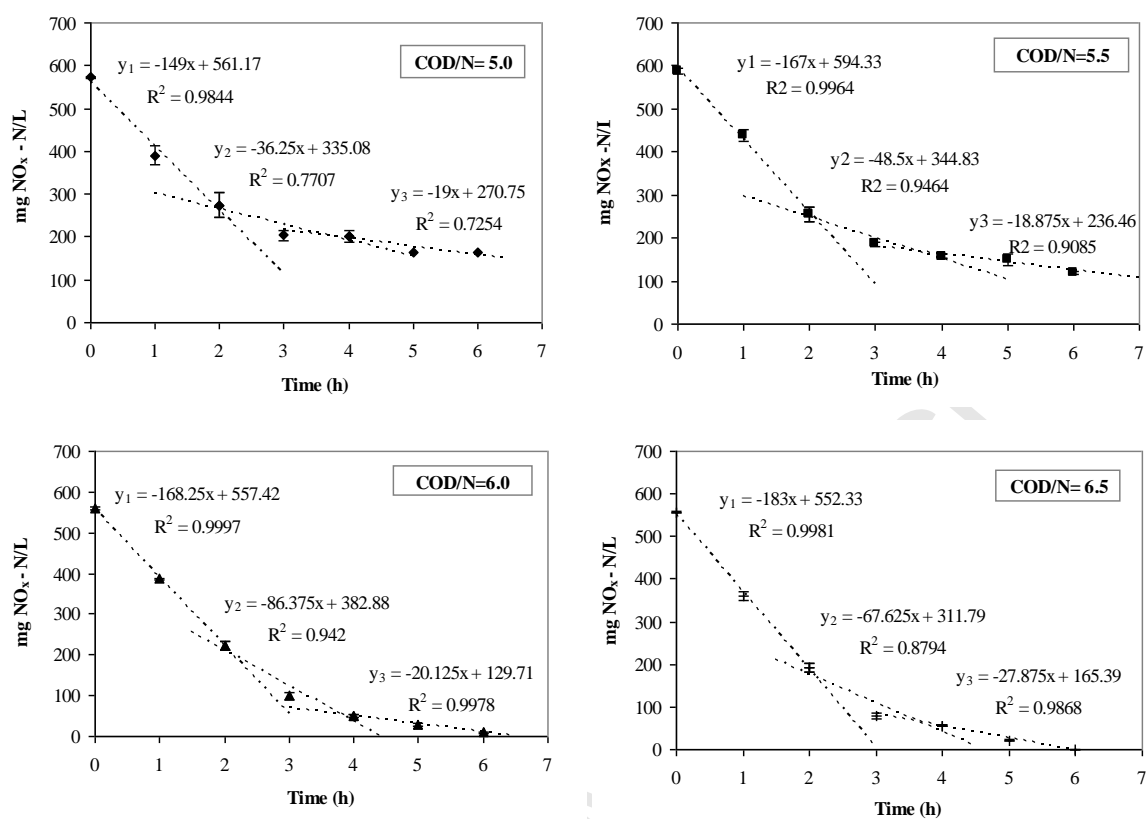 700
600
500
400
300
200
100
0
mg NOₓ - N/L
COD/N= 5.0
y₁ = -149x + 561.17
R² = 0.9844
y₂ = -36.25x + 335.08
R² = 0.7707
y₃ = -19x + 270.75
R² = 0.7254
0 1 2 3 4 5 6 7
Time (h)
700
600
500
400
300
200
100
0
mg NOx - N/l
COD/N= 5.5
y1 = -167x + 594.33
R2 = 0.9964
y2 = -48.5x + 344.83
R2 = 0.9464
y3 = -18.875x + 236.46
R2 = 0.9085
0 1 2 3 4 5 6 7
Time (h)
700
600
500
400
300
200
100
0
mg NOₓ - N/L
COD/N=6.0
y₁ = -168.25x + 557.42
R² = 0.9997
y₂ = -86.375x + 382.88
R² = 0.942
y₃ = -20.125x + 129.71
R² = 0.9978
0 1 2 3 4 5 6 7
Time (h)
700
600
500
400
300
200
100
0
mg NOₓ - N/L
COD/N= 6.5
y₁ = -183x + 552.33
R² = 0.9981
y₂ = -67.625x + 311.79
R² = 0.8794
y₃ = -27.875x + 165.39
R² = 0.9868
0 1 2 3 4 5 6 7
Time (h)